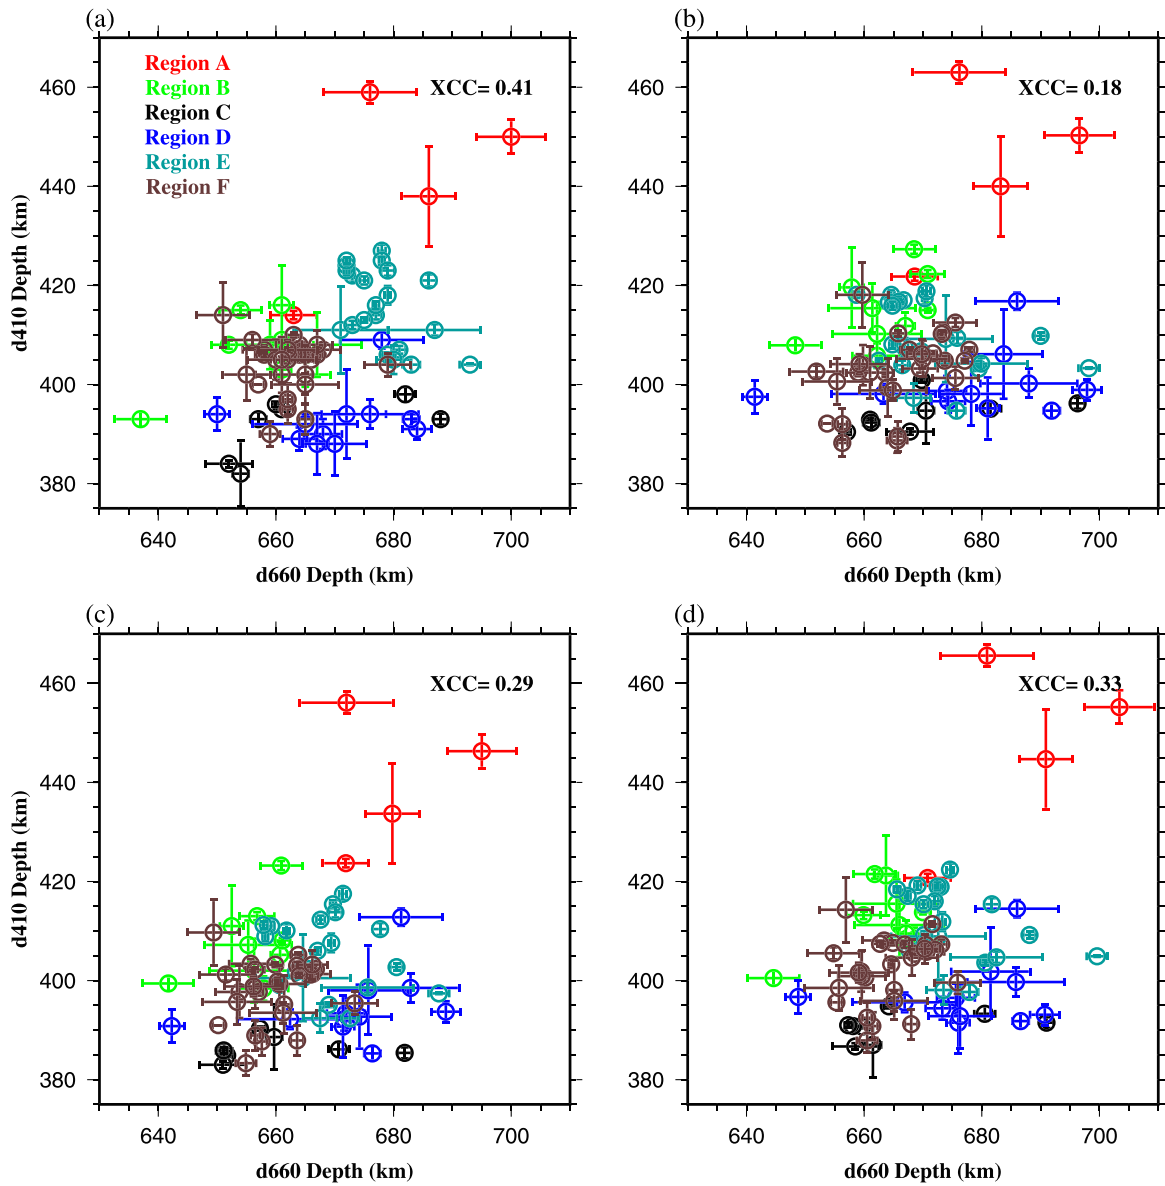 (a)
(b)
Region A
Region B
Region C
Region D
Region E
Region F
XCC= 0.41
XCC= 0.18
d410 Depth (km)
460
440
420
400
380
640
660
680
700
d660 Depth (km)
d410 Depth (km)
460
440
420
400
380
640
660
680
700
d660 Depth (km)
(c)
(d)
XCC= 0.29
XCC= 0.33
d410 Depth (km)
460
440
420
400
380
640
660
680
700
d660 Depth (km)
d410 Depth (km)
460
440
420
400
380
640
660
680
700
d660 Depth (km)